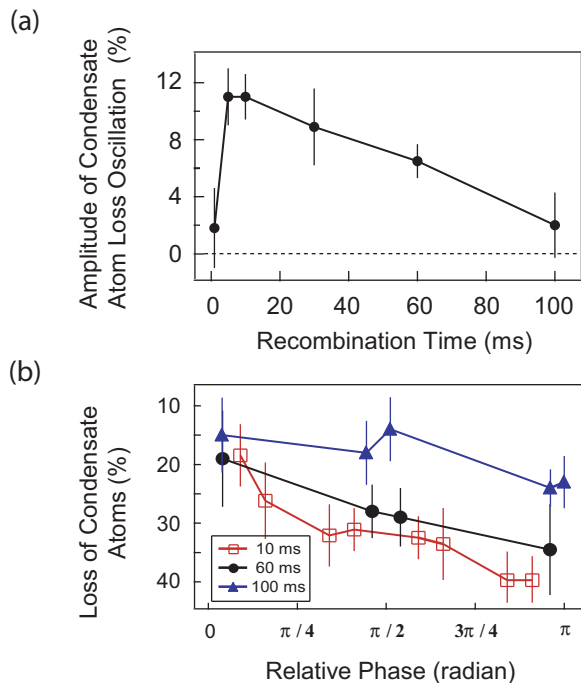 (a)
Amplitude of Condensate
Atom Loss Oscillation (%)
12
8
4
0
0 20 40 60 80 100
Recombination Time (ms)
(b)
Loss of Condensate
Atoms (%)
10
20
30
40
10 ms
60 ms
100 ms
0 π / 4 π / 2 3π / 4 π
Relative Phase (radian)